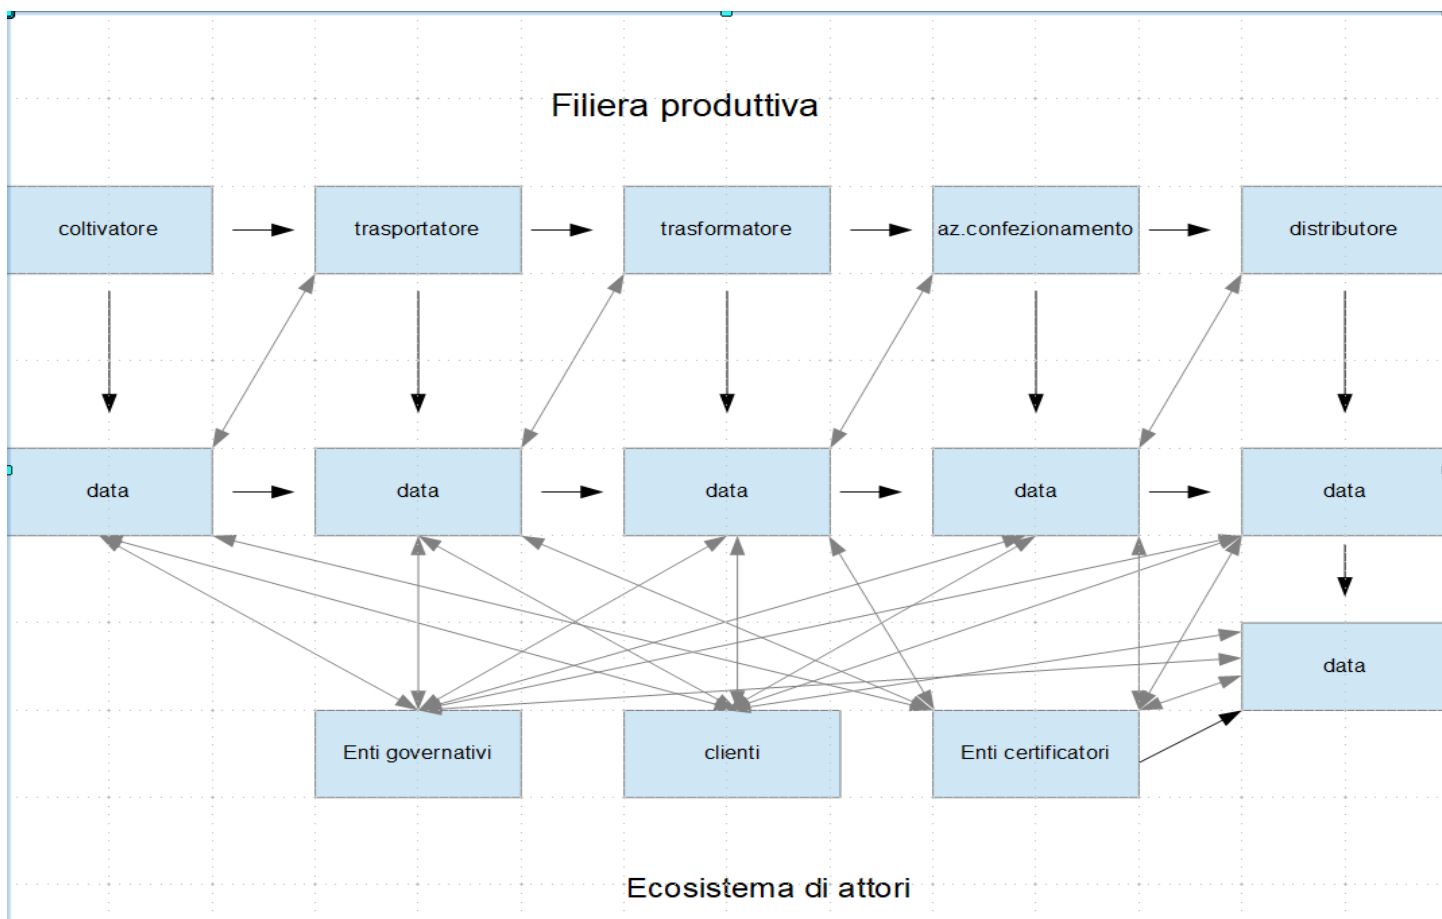 Filiera produttiva
coltivatore
trasportatore
trasformatore
az.confezionamento
distributore
data
data
data
data
data
data
Enti governativi
clienti
Enti certificatori
Ecosistema di attori